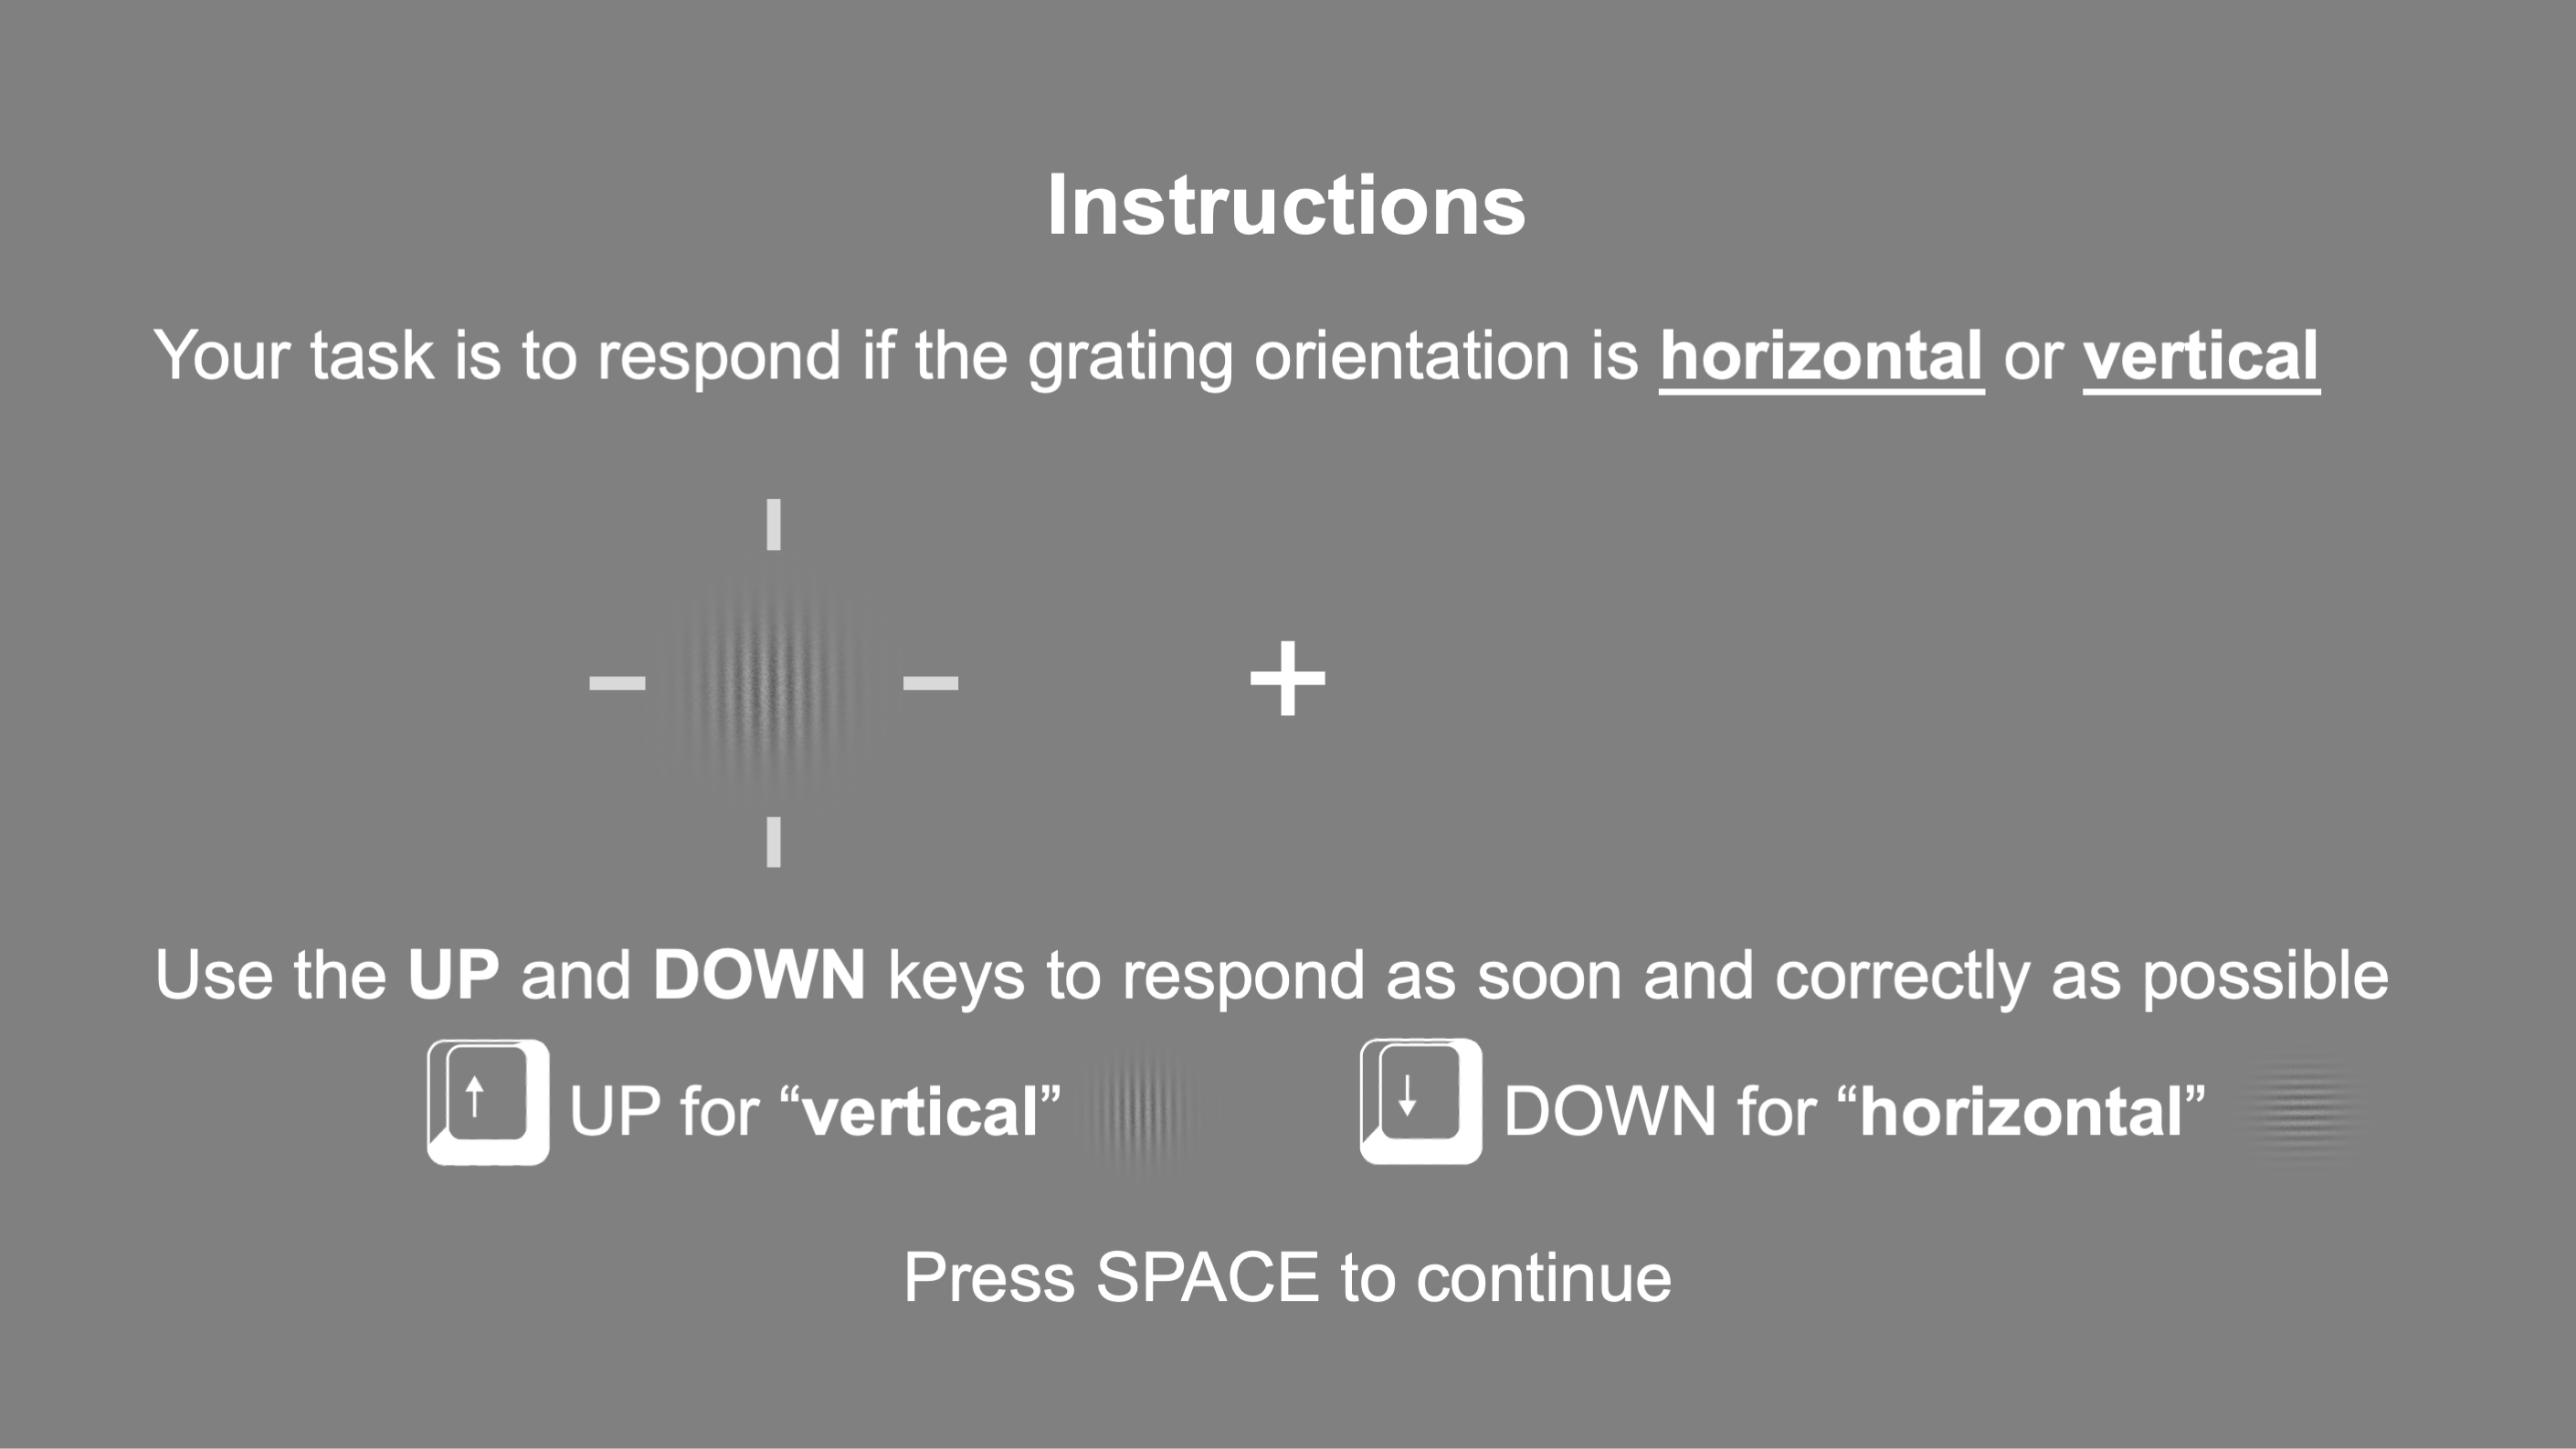 Instructions
Your task is to respond if the grating orientation is horizontal or vertical
Use the UP and DOWN keys to respond as soon and correctly as possible
UP for “vertical” DOWN for “horizontal”
Press SPACE to continue